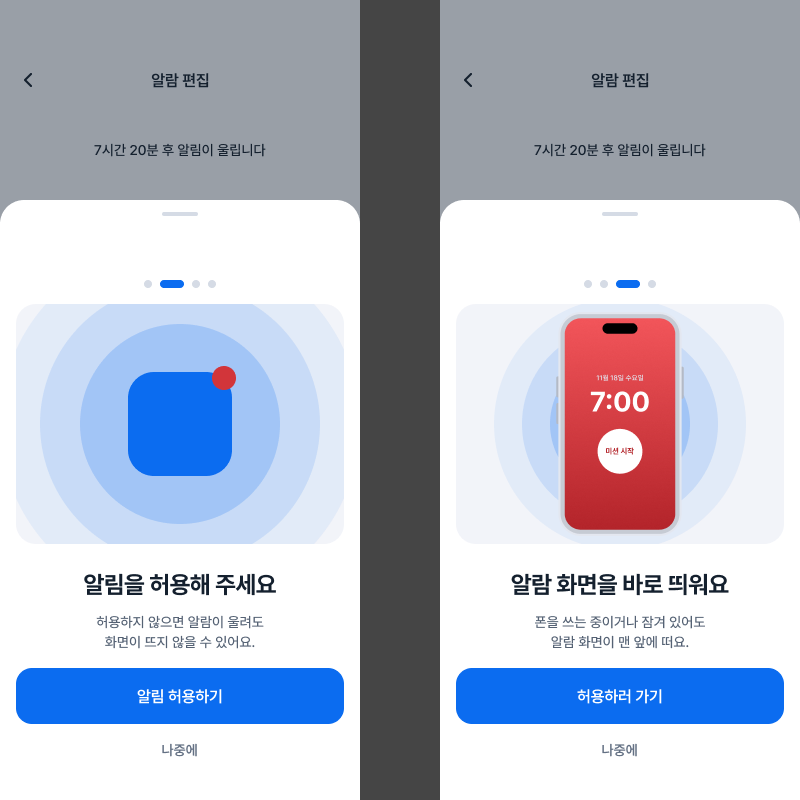 알람 편집
7시간 20분 후 알림이 울립니다
알림을 허용해 주세요
허용하지 않으면 알람이 울려도
화면이 뜨지 않을 수 있어요.
알림 허용하기
나중에
알람 편집
7시간 20분 후 알림이 울립니다
11월 18일 수요일
7:00
미션 시작
알람 화면을 바로 띄워요
폰을 쓰는 중이거나 잠겨 있어도
알람 화면이 맨 앞에 떠요.
허용하러 가기
나중에